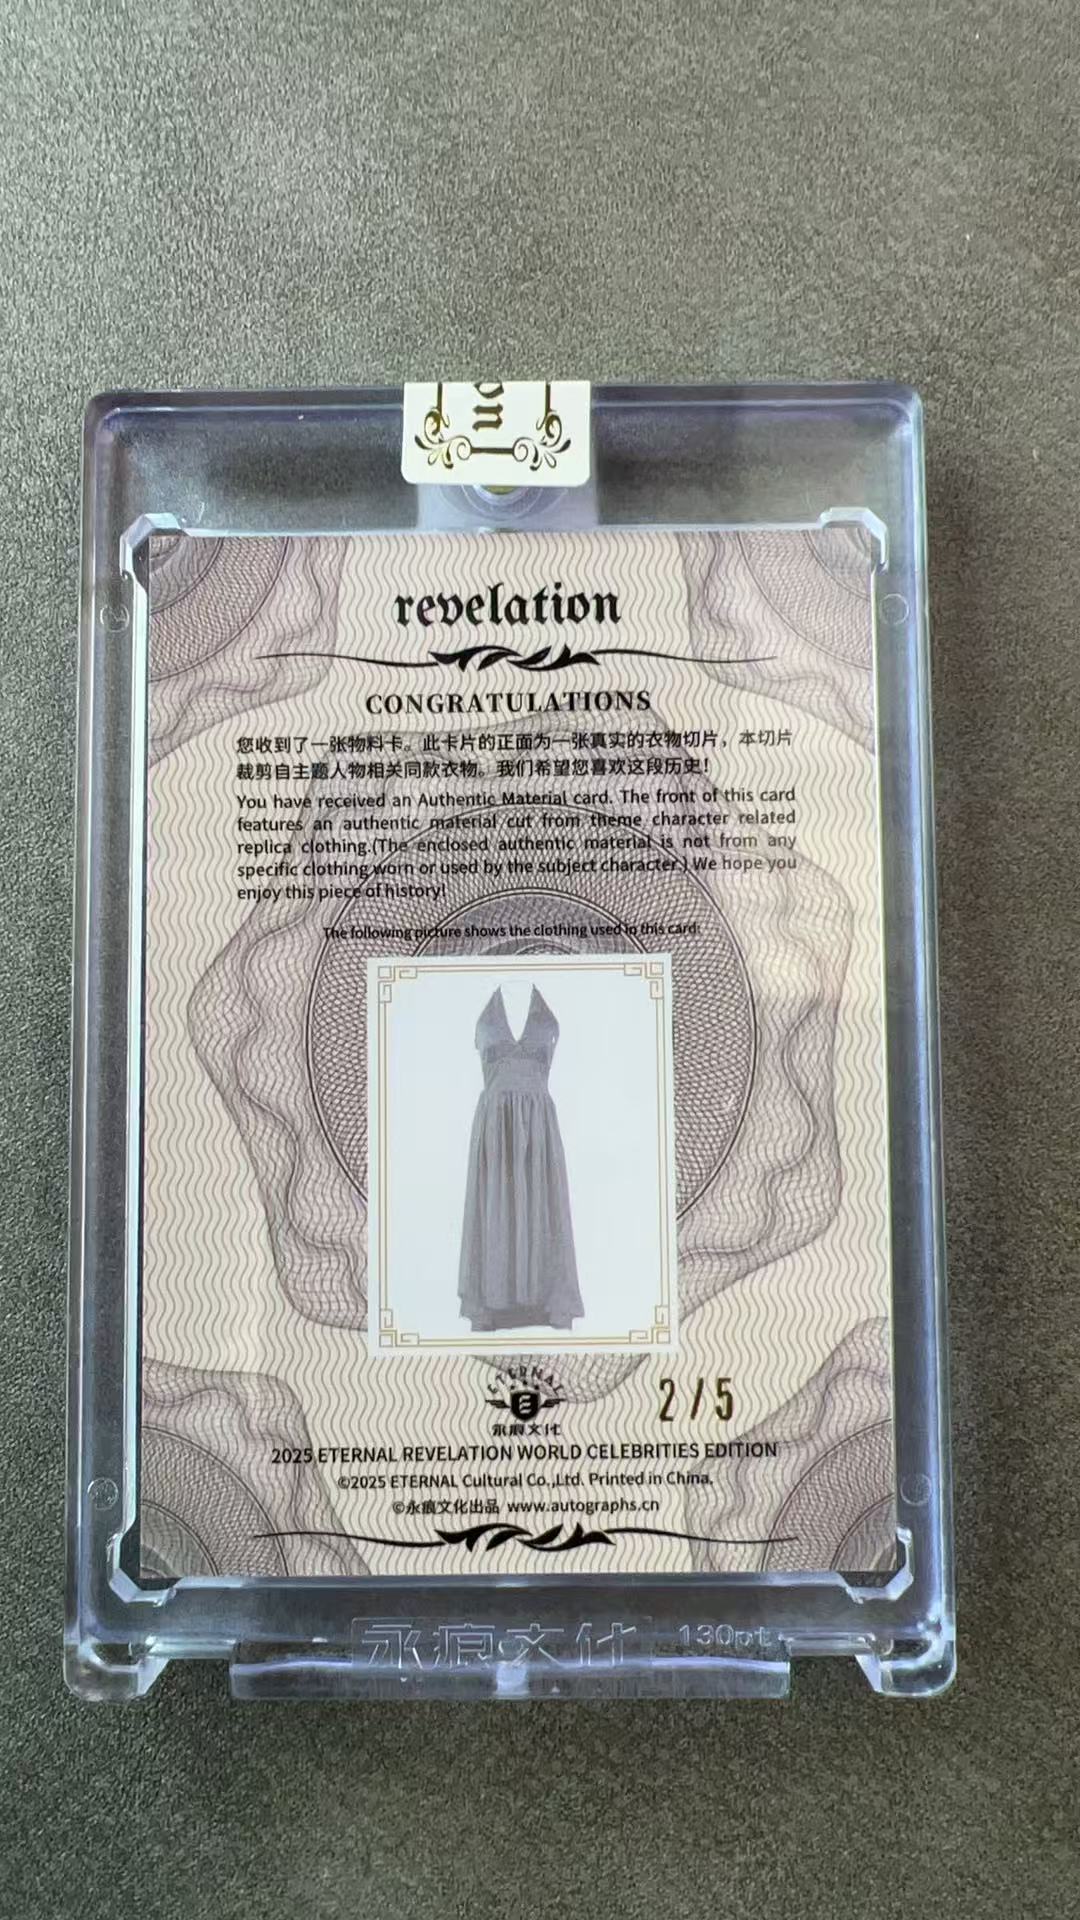 on
revelation
CONGRATULATIONS
您收到了一张物料卡。此卡片的正面为一张真实的衣物切片，本切片
裁剪自主题人物相关同款衣物。我们希望您喜欢这段历史！
You have received an Authentic Material card. The front of this card
features an authentic material cut from theme character related
replica clothing.(The enclosed authentic material is not from any
specific clothing worn or used by the subject character.) We hope you
enjoy this piece of history!
The following picture shows the clothing used in this card:
ETERNAL
永痕文化
2/5
2025 ETERNAL REVELATION WORLD CELEBRITIES EDITION
©2025 ETERNAL Cultural Co.,Ltd. Printed in China.
©永痕文化出品 www.autographs.cn
永痕文化 130pt